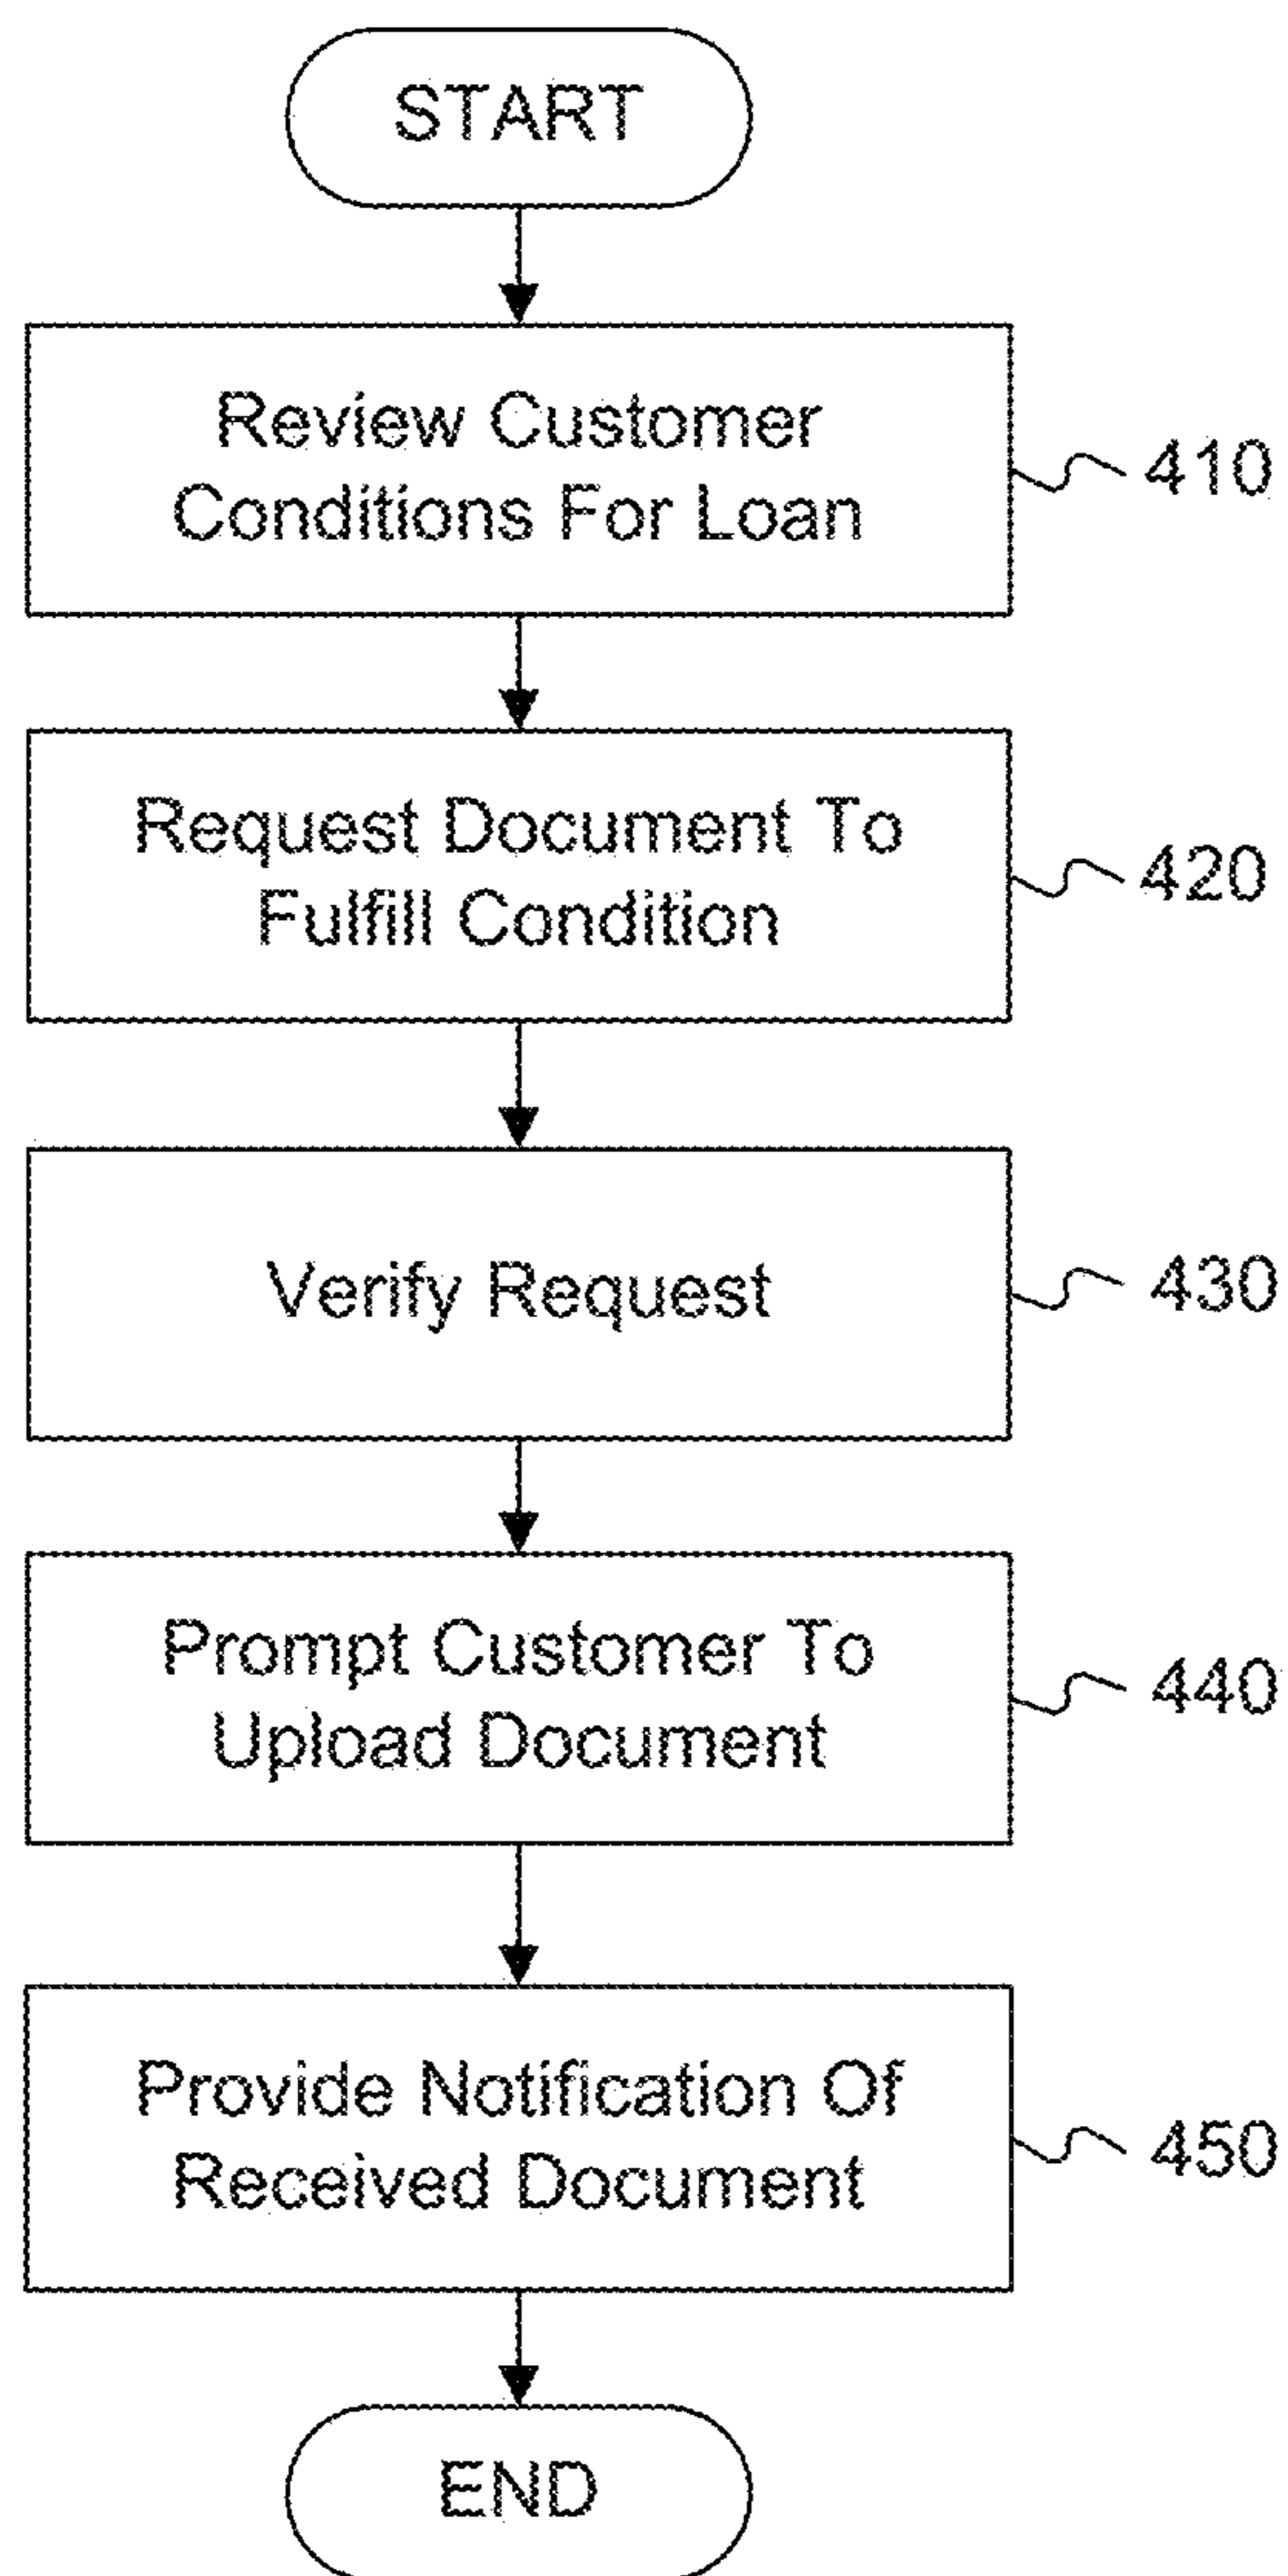 START
Review Customer
Conditions For Loan
410
Request Document To
Fulfill Condition
420
Verify Request
430
Prompt Customer To
Upload Document
440
Provide Notification Of
Received Document
450
END